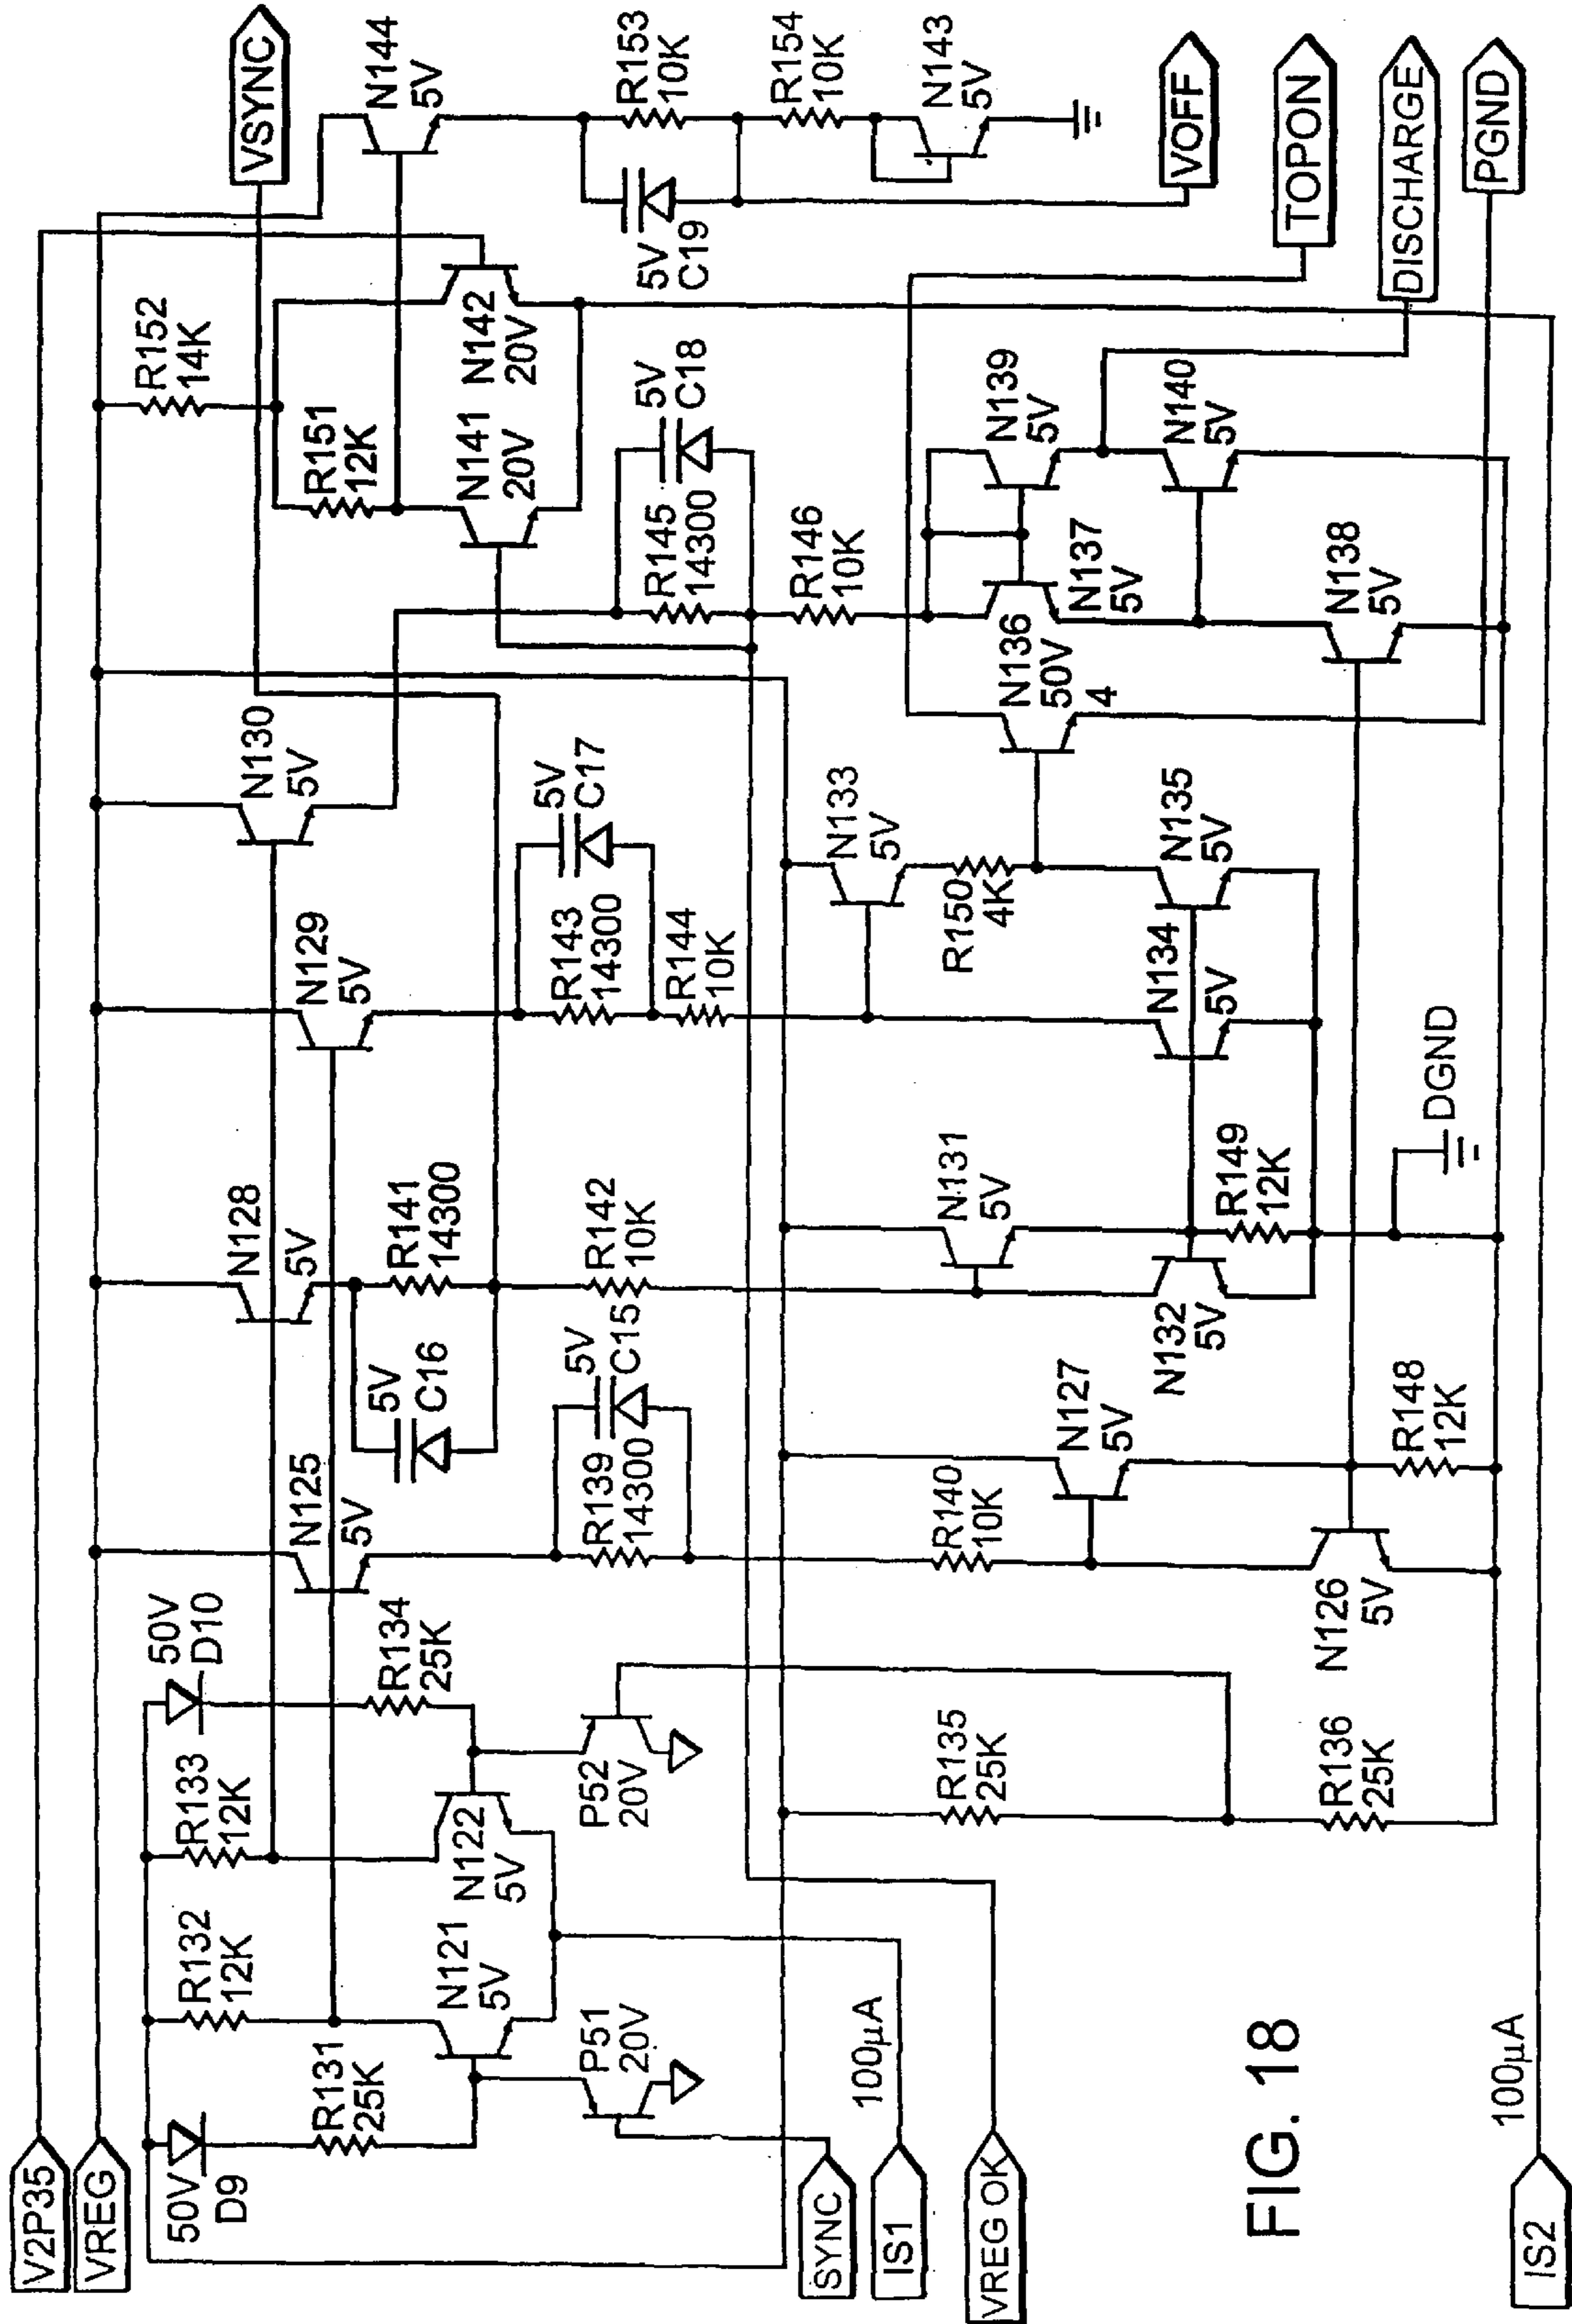 V2P35
VREG
VSYNC
50V
D9
R131
25K
R132
12K
R133
12K
50V
D10
R134
25K
N121
5V
N122
5V
P51
20V
P52
20V
SYNC
IS1
100µA
VREG OK
R135
25K
R136
25K
N125
5V
R139
14300
5V
C15
R140
10K
N127
5V
N126
5V
R148
12K
N128
5V
5V
C16
R141
14300
R142
10K
N131
5V
N132
5V
R149
12K
DGND
N129
5V
R143
14300
5V
C17
R144
10K
N133
5V
R150
4K
N134
5V
N135
5V
N130
5V
R145
14300
5V
C18
R146
10K
N136
50V
4
N137
5V
N138
5V
N139
5V
N140
5V
R151
12K
R152
14K
N141
20V
N142
20V
N144
5V
5V
C19
R153
10K
R154
10K
N143
5V
VOFF
TOPON
DISCHARGE
PGND
IS2
100µA
FIG. 18